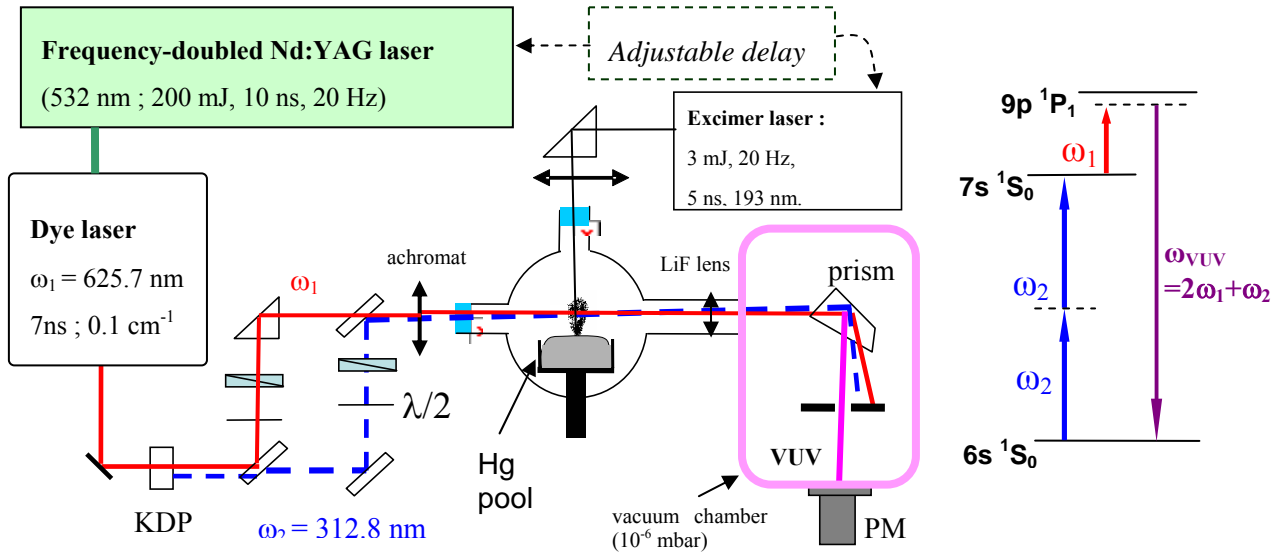 Frequency-doubled Nd:YAG laser
(532 nm ; 200 mJ, 10 ns, 20 Hz)
Adjustable delay
Excimer laser :
3 mJ, 20 Hz,
5 ns, 193 nm.
Dye laser
ω1 = 625.7 nm
7ns ; 0.1 cm-1
achromat
ω1
LiF lens
prism
λ/2
Hg
pool
KDP
ω2 = 312.8 nm
VUV
vacuum chamber
(10-6 mbar)
PM
9p 1P1
ω1
7s 1S0
ωVUV
=2ω1+ω2
ω2
ω2
6s 1S0